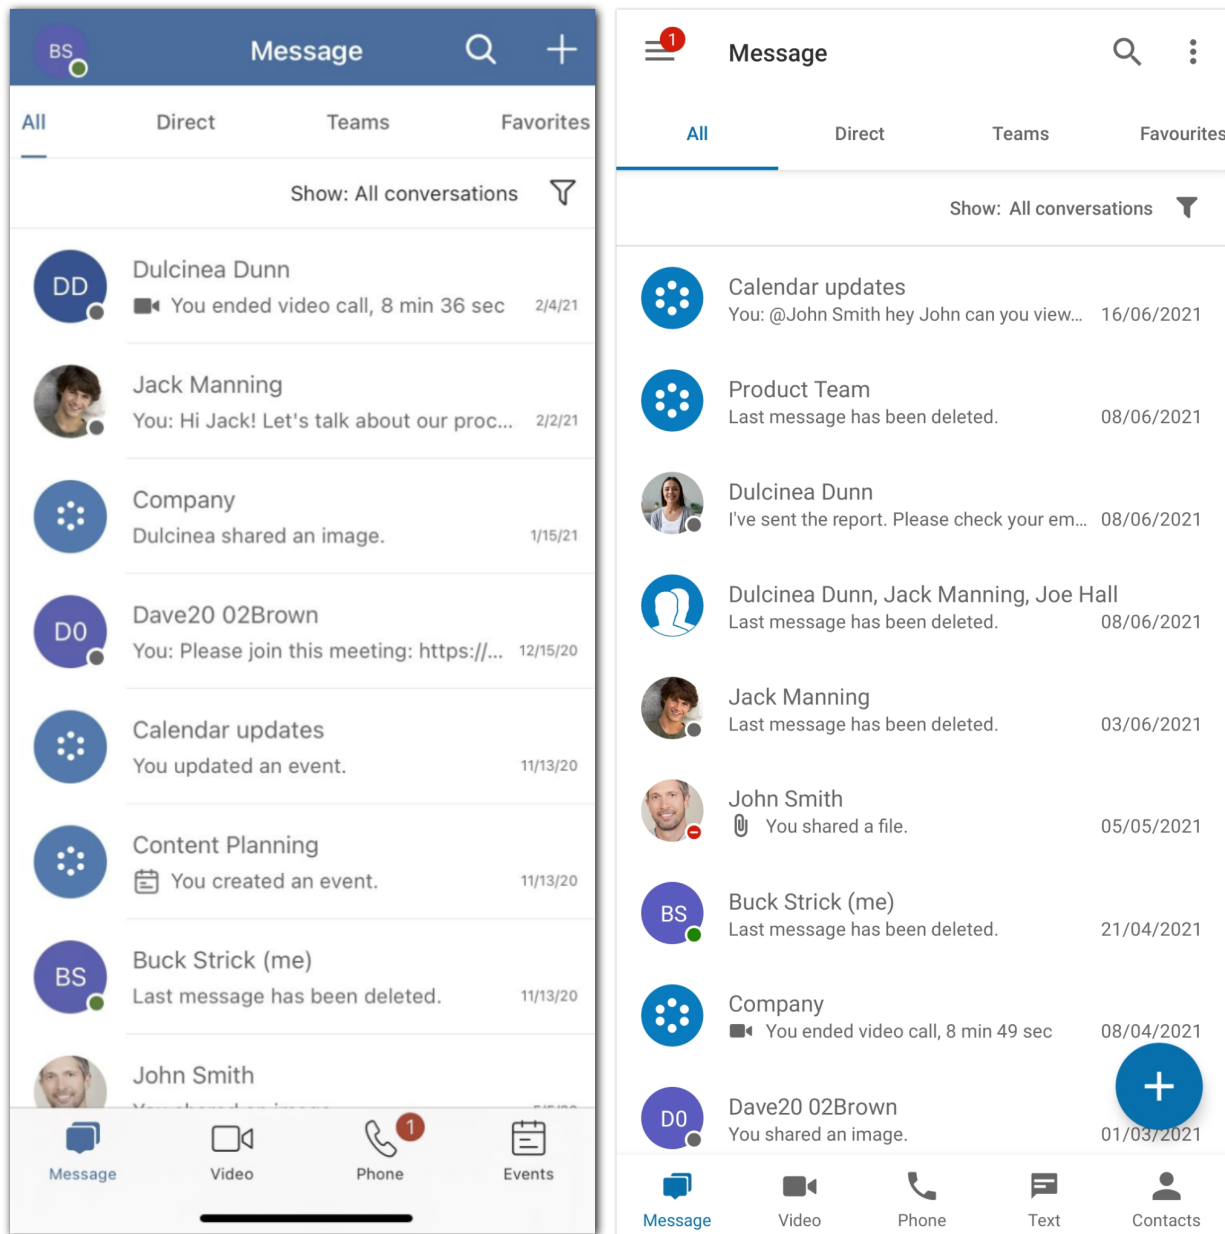 BS
Message
All
Direct
Teams
Favorites
Show: All conversations
DD
Dulcinea Dunn
You ended video call, 8 min 36 sec
2/4/21
Jack Manning
You: Hi Jack! Let's talk about our proc...
2/2/21
Company
Dulcinea shared an image.
1/15/21
D0
Dave20 02Brown
You: Please join this meeting: https://...
12/15/20
Calendar updates
You updated an event.
11/13/20
Content Planning
You created an event.
11/13/20
BS
Buck Strick (me)
Last message has been deleted.
11/13/20
John Smith
You shared an image.
Message
Video
1
Phone
Events
1
Message
All
Direct
Teams
Favourites
Show: All conversations
Calendar updates
You: @John Smith hey John can you view...
16/06/2021
Product Team
Last message has been deleted.
08/06/2021
Dulcinea Dunn
I've sent the report. Please check your em...
08/06/2021
Dulcinea Dunn, Jack Manning, Joe Hall
Last message has been deleted.
08/06/2021
Jack Manning
Last message has been deleted.
03/06/2021
John Smith
You shared a file.
05/05/2021
BS
Buck Strick (me)
Last message has been deleted.
21/04/2021
Company
You ended video call, 8 min 49 sec
08/04/2021
D0
Dave20 02Brown
You shared an image.
01/03/2021
Message
Video
Phone
Text
Contacts